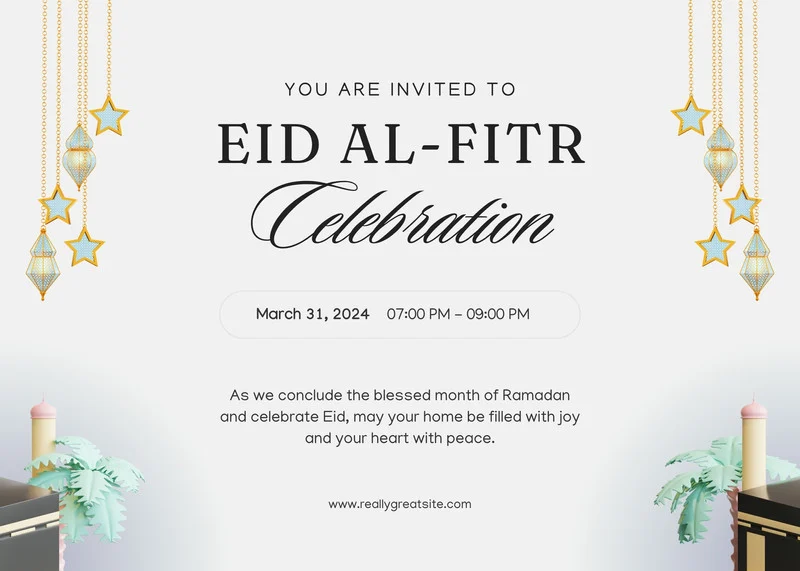 YOU ARE INVITED TO
EID AL-FITR
Celebration
March 31, 2024 07:00 PM - 09:00 PM
As we conclude the blessed month of Ramadan
and celebrate Eid, may your home be filled with joy
and your heart with peace.
www.reallygreatsite.com